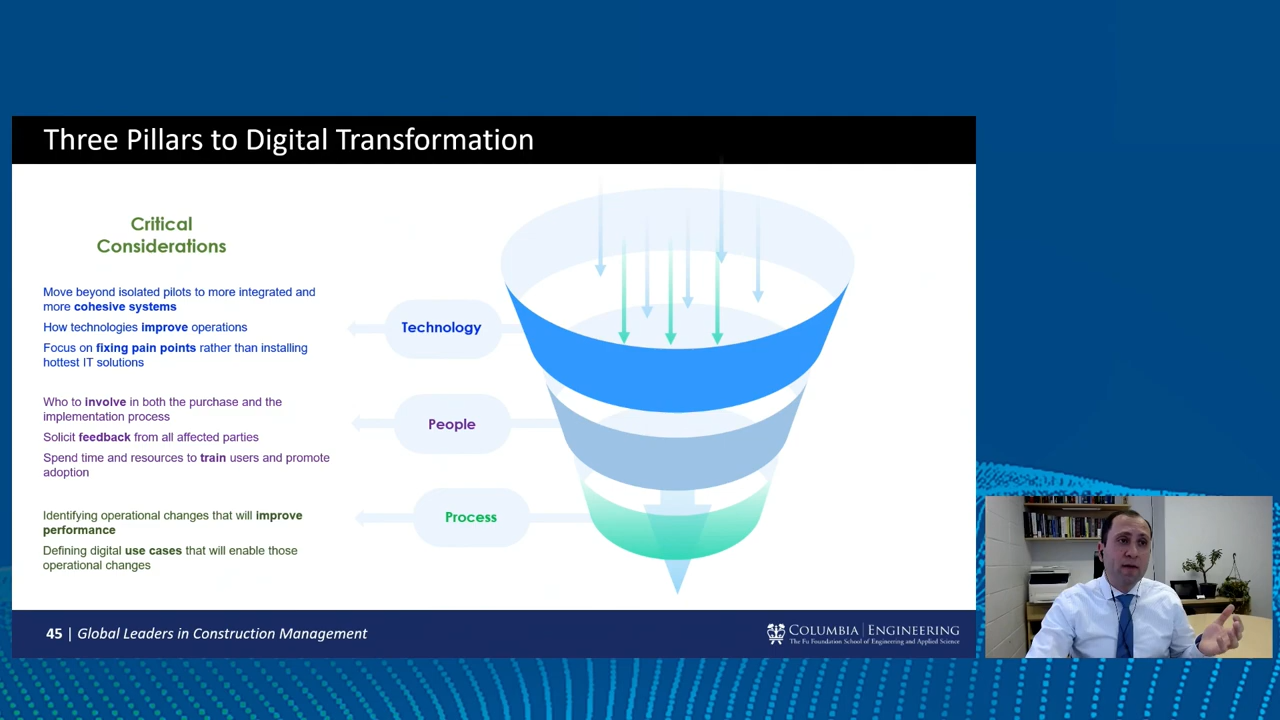 Three Pillars to Digital Transformation
Critical
Considerations
Move beyond isolated pilots to more integrated and
more cohesive systems
How technologies improve operations
Focus on fixing pain points rather than installing
hottest IT solutions
Technology
Who to involve in both the purchase and the
implementation process
Solicit feedback from all affected parties
Spend time and resources to train users and promote
adoption
People
Identifying operational changes that will improve
performance
Defining digital use cases that will enable those
operational changes
Process
45 | Global Leaders in Construction Management
COLUMBIA | ENGINEERING
The Fu Foundation School of Engineering and Applied Science